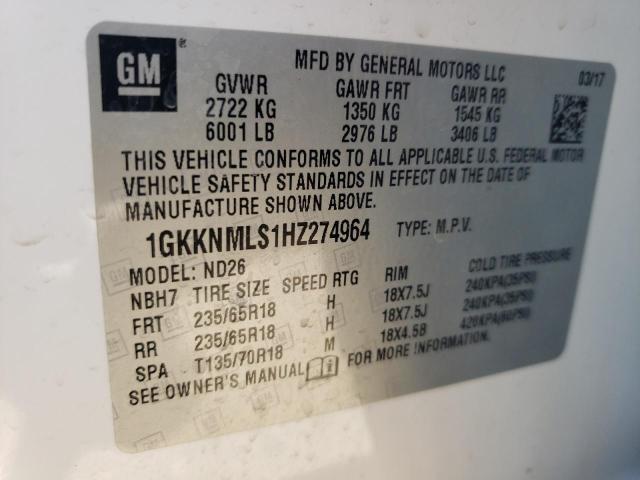 GM
MFD BY GENERAL MOTORS LLC 03/17
GVWR GAWR FRT GAWR RR
2722 KG 1350 KG 1545 KG
6001 LB 2976 LB 3406 LB
THIS VEHICLE CONFORMS TO ALL APPLICABLE U.S. FEDERAL MOTOR
VEHICLE SAFETY STANDARDS IN EFFECT ON THE DATE OF
MANUFACTURE SHOWN ABOVE.
1GKKNMLS1HZ274964 TYPE: M.P.V.
MODEL: ND26
NBH7 TIRE SIZE SPEED RTG RIM COLD TIRE PRESSURE
FRT 235/65R18 H 18X7.5J 240KPA(35PSI)
RR 235/65R18 H 18X7.5J 240KPA(35PSI)
SPA T135/70R18 M 18X4.5B 420KPA(60PSI)
SEE OWNER'S MANUAL FOR MORE INFORMATION.